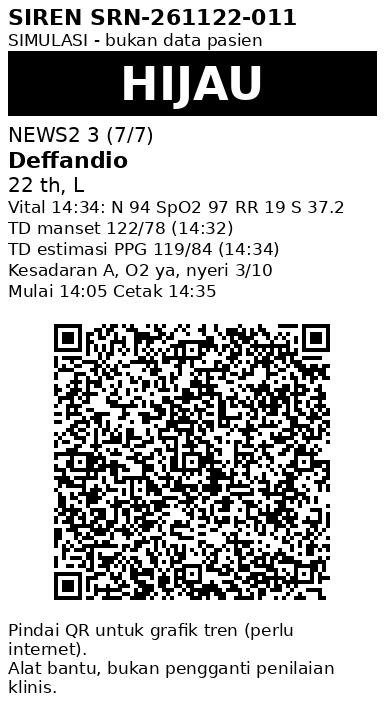 SIREN SRN-261122-011
SIMULASI - bukan data pasien
HIJAU
NEWS2 3 (7/7)
Deffandio
22 th, L
Vital 14:34: N 94 SpO2 97 RR 19 S 37.2
TD manset 122/78 (14:32)
TD estimasi PPG 119/84 (14:34)
Kesadaran A, O2 ya, nyeri 3/10
Mulai 14:05 Cetak 14:35
Pindai QR untuk grafik tren (perlu
internet).
Alat bantu, bukan pengganti penilaian
klinis.